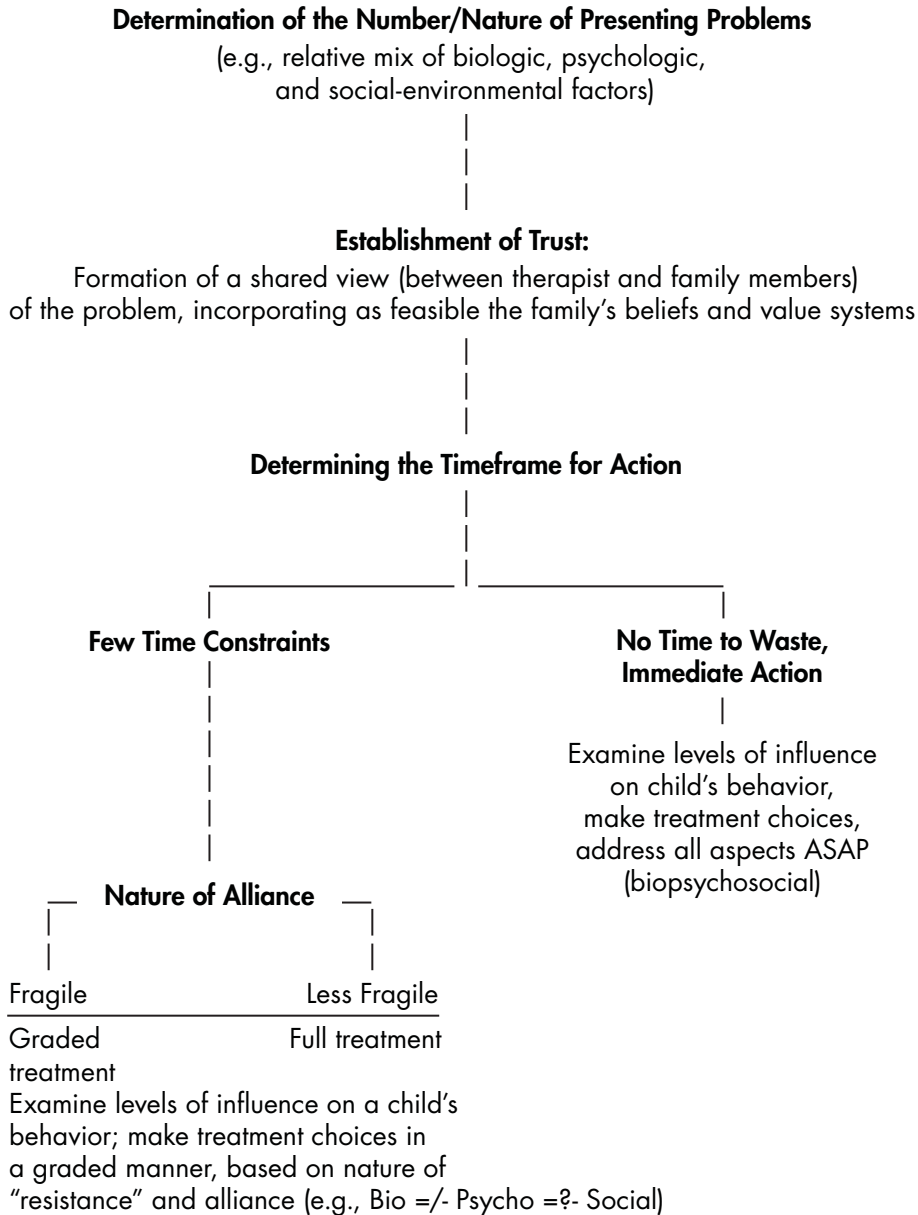 Determination of the Number/Nature of Presenting Problems
(e.g., relative mix of biologic, psychologic,
and social-environmental factors)
Establishment of Trust:
Formation of a shared view (between therapist and family members)
of the problem, incorporating as feasible the family’s beliefs and value systems
Determining the Timeframe for Action
Few Time Constraints
No Time to Waste,
Immediate Action
Examine levels of influence
on child’s behavior,
make treatment choices,
address all aspects ASAP
(biopsychosocial)
Nature of Alliance
Fragile
Less Fragile
Graded
treatment
Full treatment
Examine levels of influence on a child’s
behavior; make treatment choices in
a graded manner, based on nature of
“resistance” and alliance (e.g., Bio =/- Psycho =?- Social)